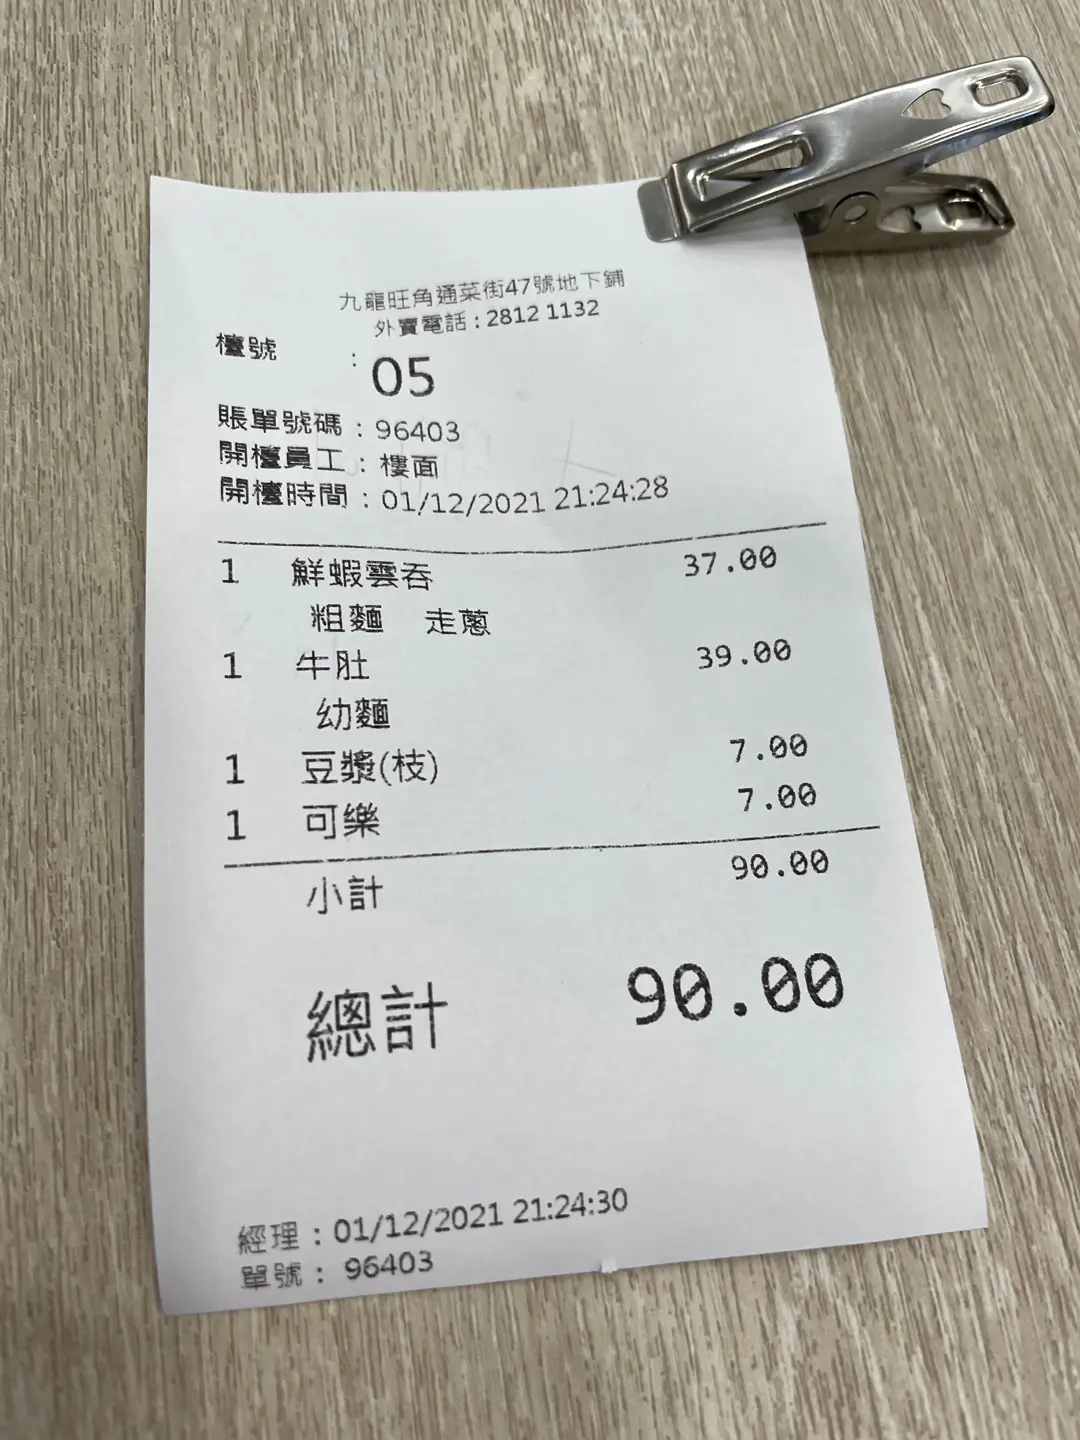 九龍旺角通菜街47號地下鋪
外賣電話：2812 1132
檯號 : 05
賬單號碼 : 96403
開檯員工 : 樓面
開檯時間 : 01/12/2021 21:24:28
1 鮮蝦雲吞 37.00
粗麵 走蔥
1 牛肚 39.00
幼麵
1 豆漿(枝) 7.00
1 可樂 7.00
小計 90.00
總計 90.00
經理 : 01/12/2021 21:24:30
單號 : 96403